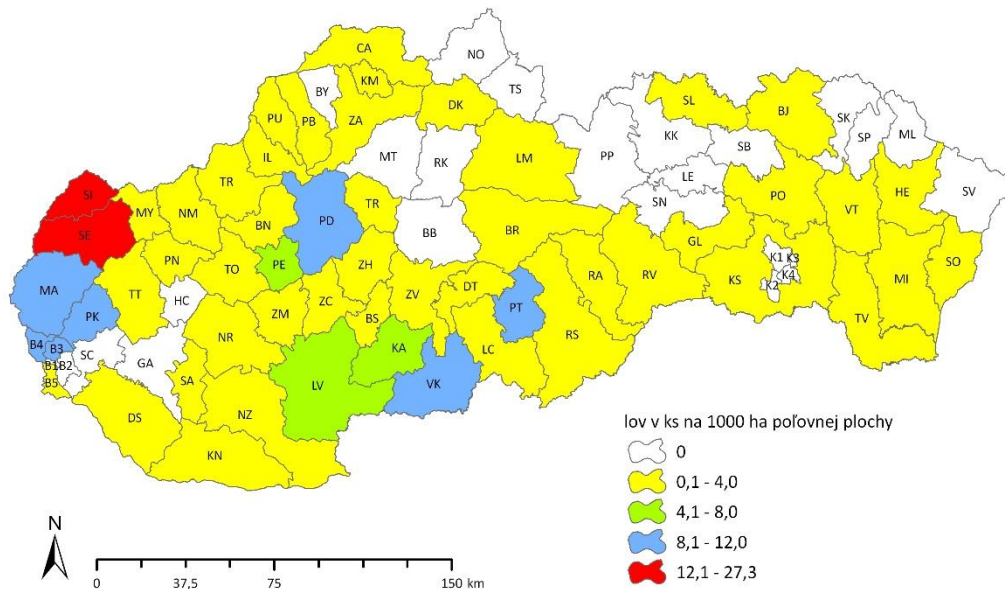 CA
NO
KM
TS
BY
DK
SL
BJ
PU
PB
ZA
SK
KK
SP
ML
MT
RK
SB
IL
LM
PP
LE
TR
SV
SI
HE
SN
PO
MY
NM
TR
VT
BN
PD
SE
BB
BR
GL
SO
PN
PE
ZH
K1
K3
TO
RA
RV
KS
K4
MI
MA
TT
K2
HC
ZC
ZV
DT
PK
ZM
BS
PT
TV
NR
RS
B4
B3
KA
LC
SC
B1
B2
GA
B5
SA
LV
VK
DS
NZ
KN
lov v ks na 1000 ha poľovnej plochy
0
0,1 - 4,0
4,1 - 8,0
8,1 - 12,0
12,1 - 27,3
N
0
37,5
75
150 km